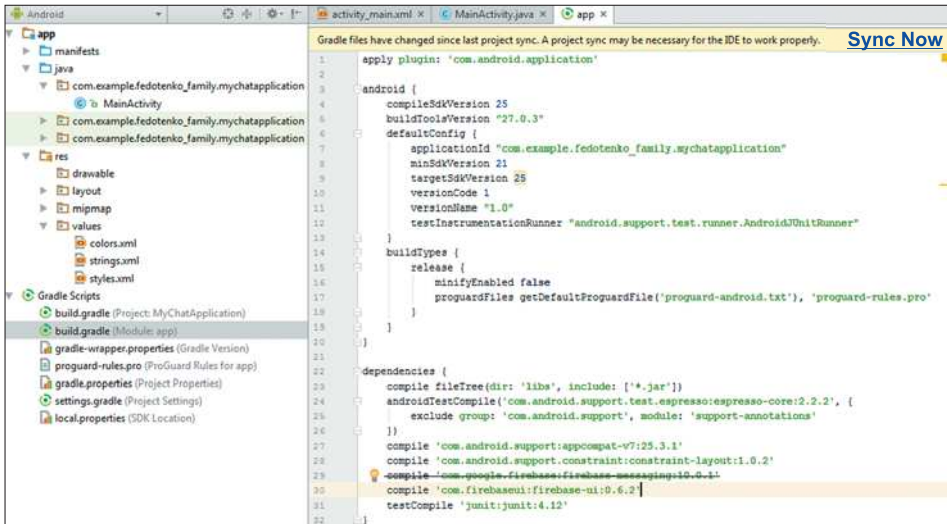 Android
activity_main.xml ×
MainActivity.java ×
app ×
app
manifests
java
com.example.fedotenko_family.mychatapplication
MainActivity
com.example.fedotenko_family.mychatapplication
com.example.fedotenko_family.mychatapplication
res
drawable
layout
mipmap
values
colors.xml
strings.xml
styles.xml
Gradle Scripts
build.gradle (Project: MyChatApplication)
build.gradle (Module: app)
gradle-wrapper.properties (Gradle Version)
proguard-rules.pro (ProGuard Rules for app)
gradle.properties (Project Properties)
settings.gradle (Project Settings)
local.properties (SDK Location)
Gradle files have changed since last project sync. A project sync may be necessary for the IDE to work properly. Sync Now
1 apply plugin: 'com.android.application'
2
3 android {
4 compileSdkVersion 25
5 buildToolsVersion "27.0.3"
6 defaultConfig {
7 applicationId "com.example.fedotenko_family.mychatapplication"
8 minSdkVersion 21
9 targetSdkVersion 25
10 versionCode 1
11 versionName "1.0"
12 testInstrumentationRunner "android.support.test.runner.AndroidJUnitRunner"
13 }
14 buildTypes {
15 release {
16 minifyEnabled false
17 proguardFiles getDefaultProguardFile('proguard-android.txt'), 'proguard-rules.pro'
18 }
19 }
20 }
21
22 dependencies {
23 compile fileTree(dir: 'libs', include: ['*.jar'])
24 androidTestCompile('com.android.support.test.espresso:espresso-core:2.2.2', {
25 exclude group: 'com.android.support', module: 'support-annotations'
26 })
27 compile 'com.android.support:appcompat-v7:25.3.1'
28 compile 'com.android.support.constraint:constraint-layout:1.0.2'
29 compile 'com.google.firebase:firebase-messaging:10.0.1'
30 compile 'com.firebaseui:firebase-ui:0.6.2'
31 testCompile 'junit:junit:4.12'
32 }